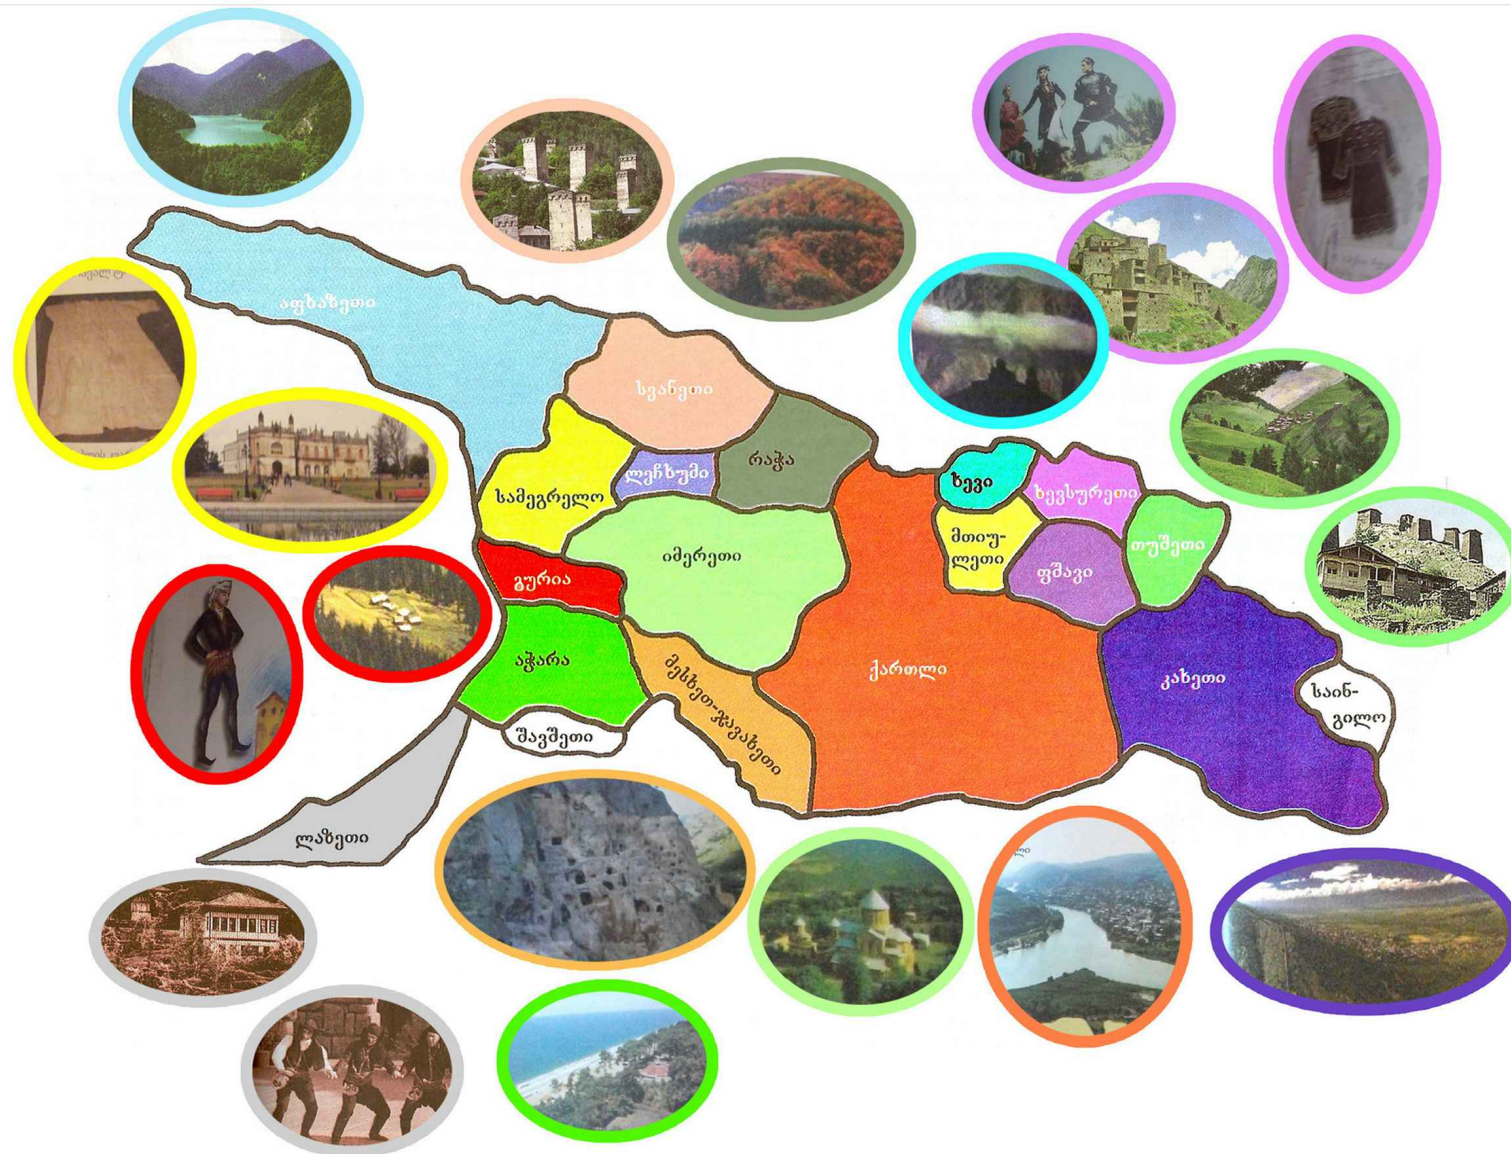 აფხაზეთი
სვანეთი
რაჭა
ლეჩხუმი
სამეგრელო
ხევი
ხევსურეთი
მთიუ-
ლეთი
თუშეთი
იმერეთი
ფშავი
გურია
აჭარა
მესხეთ-ჯავახეთი
ქართლი
კახეთი
საინ-
გილო
შავშეთი
ლაზეთი